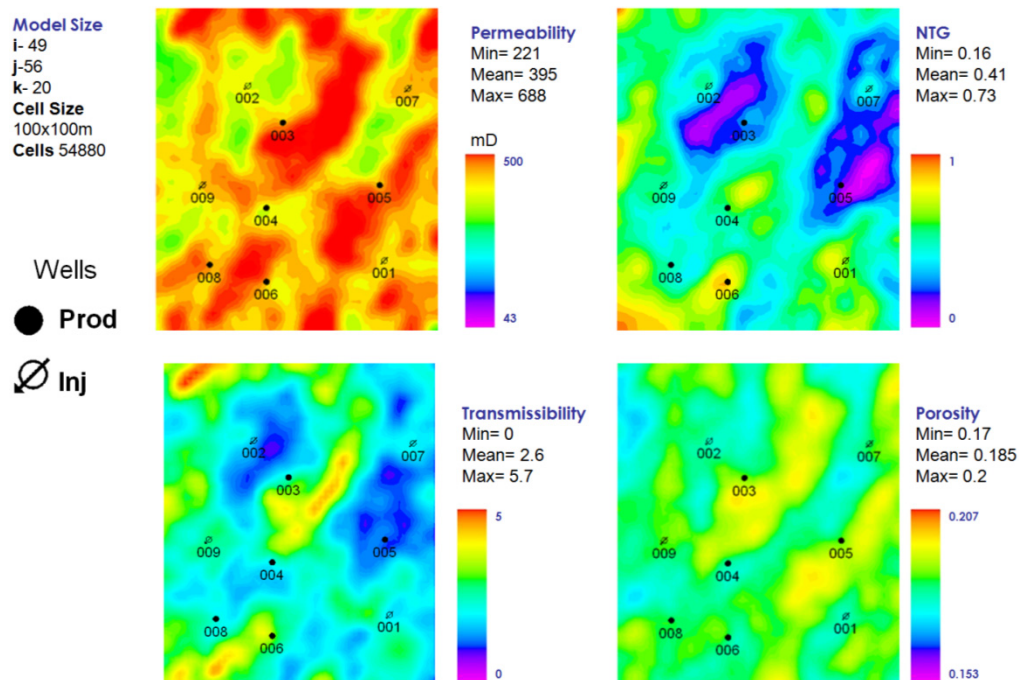 Model Size
i- 49
j-56
k- 20
Cell Size
100x100m
Cells 54880
Wells
Prod
Inj
002
007
003
009
005
004
008
001
006
Permeability
Min= 221
Mean= 395
Max= 688
mD
500
43
002
007
003
009
005
004
008
001
006
NTG
Min= 0.16
Mean= 0.41
Max= 0.73
1
0
002
007
003
009
005
004
008
001
006
Transmissibility
Min= 0
Mean= 2.6
Max= 5.7
5
0
002
007
003
009
005
004
008
001
006
Porosity
Min= 0.17
Mean= 0.185
Max= 0.2
0.207
0.153